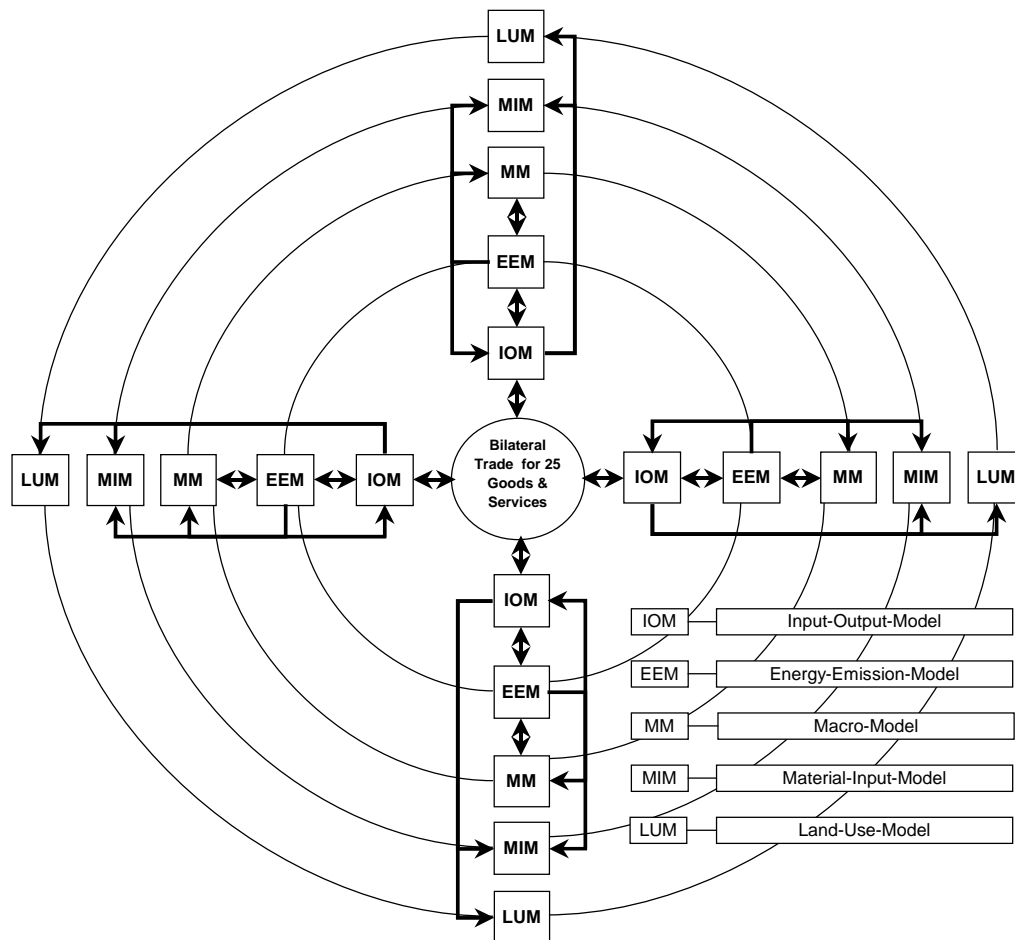 LUM
MIM
MM
EEM
IOM
Bilateral
Trade for 25
Goods &
Services
LUM
MIM
MM
EEM
IOM
IOM
EEM
MM
MIM
LUM
IOM
EEM
MM
MIM
LUM
IOM Input-Output-Model
EEM Energy-Emission-Model
MM Macro-Model
MIM Material-Input-Model
LUM Land-Use-Model